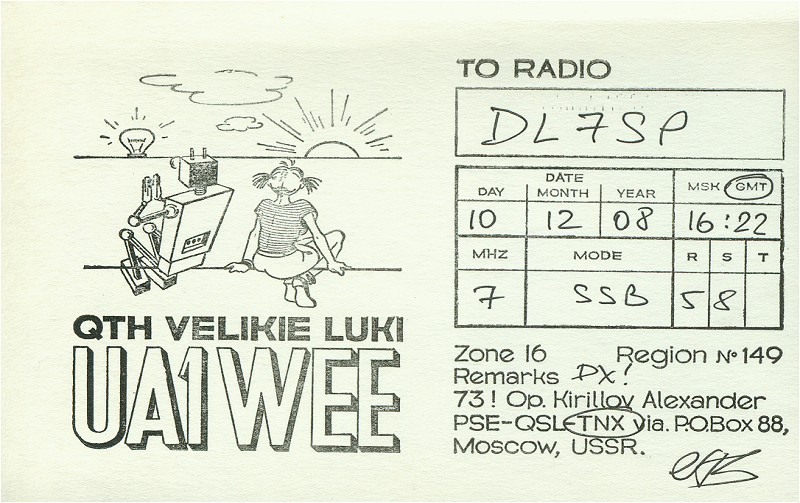 TO RADIO
DL7SP
DAY DATE MONTH YEAR MSK GMT
10 12 08 16:22
MHZ MODE R S T
7 SSB 5 8
QTH VELIKIE LUKI
UA1WEE
Zone 16 Region №149
Remarks DX!
73! Op. Kirillov Alexander
PSE-QSL-TNX via. P.O.Box 88,
Moscow, USSR.